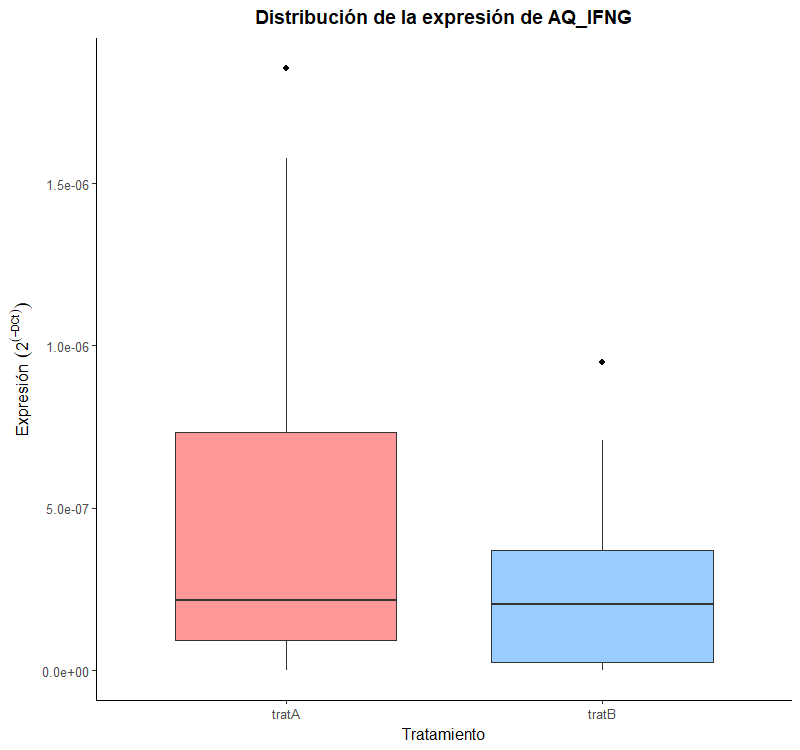 Distribución de la expresión de AQ_IFNG
Expresión (2^(−DCt))
1.5e-06
1.0e-06
5.0e-07
0.0e+00
tratA
tratB
Tratamiento